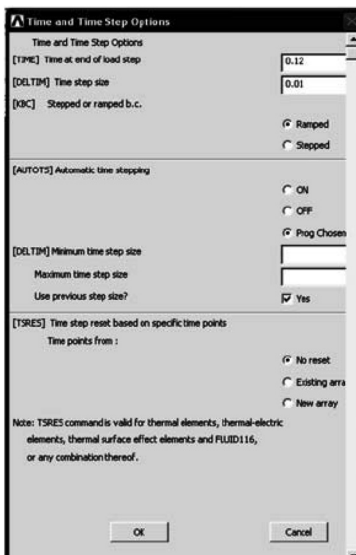 Time and Time Step Options
Time and Time Step Options
[TIME] Time at end of load step 0.12
[DELTIM] Time step size 0.01
[KBC] Stepped or ramped b.c.
Ramped
Stepped
[AUTOTS] Automatic time stepping
ON
OFF
Prog Chosen
[DELTIM] Minimum time step size
Maximum time step size
Use previous step size? Yes
[TSRES] Time step reset based on specific time points
Time points from :
No reset
Existing arra
New array
Note: TSRES command is valid for thermal elements, thermal-electric
elements, thermal surface effect elements and FLUID116,
or any combination thereof.
OK Cancel